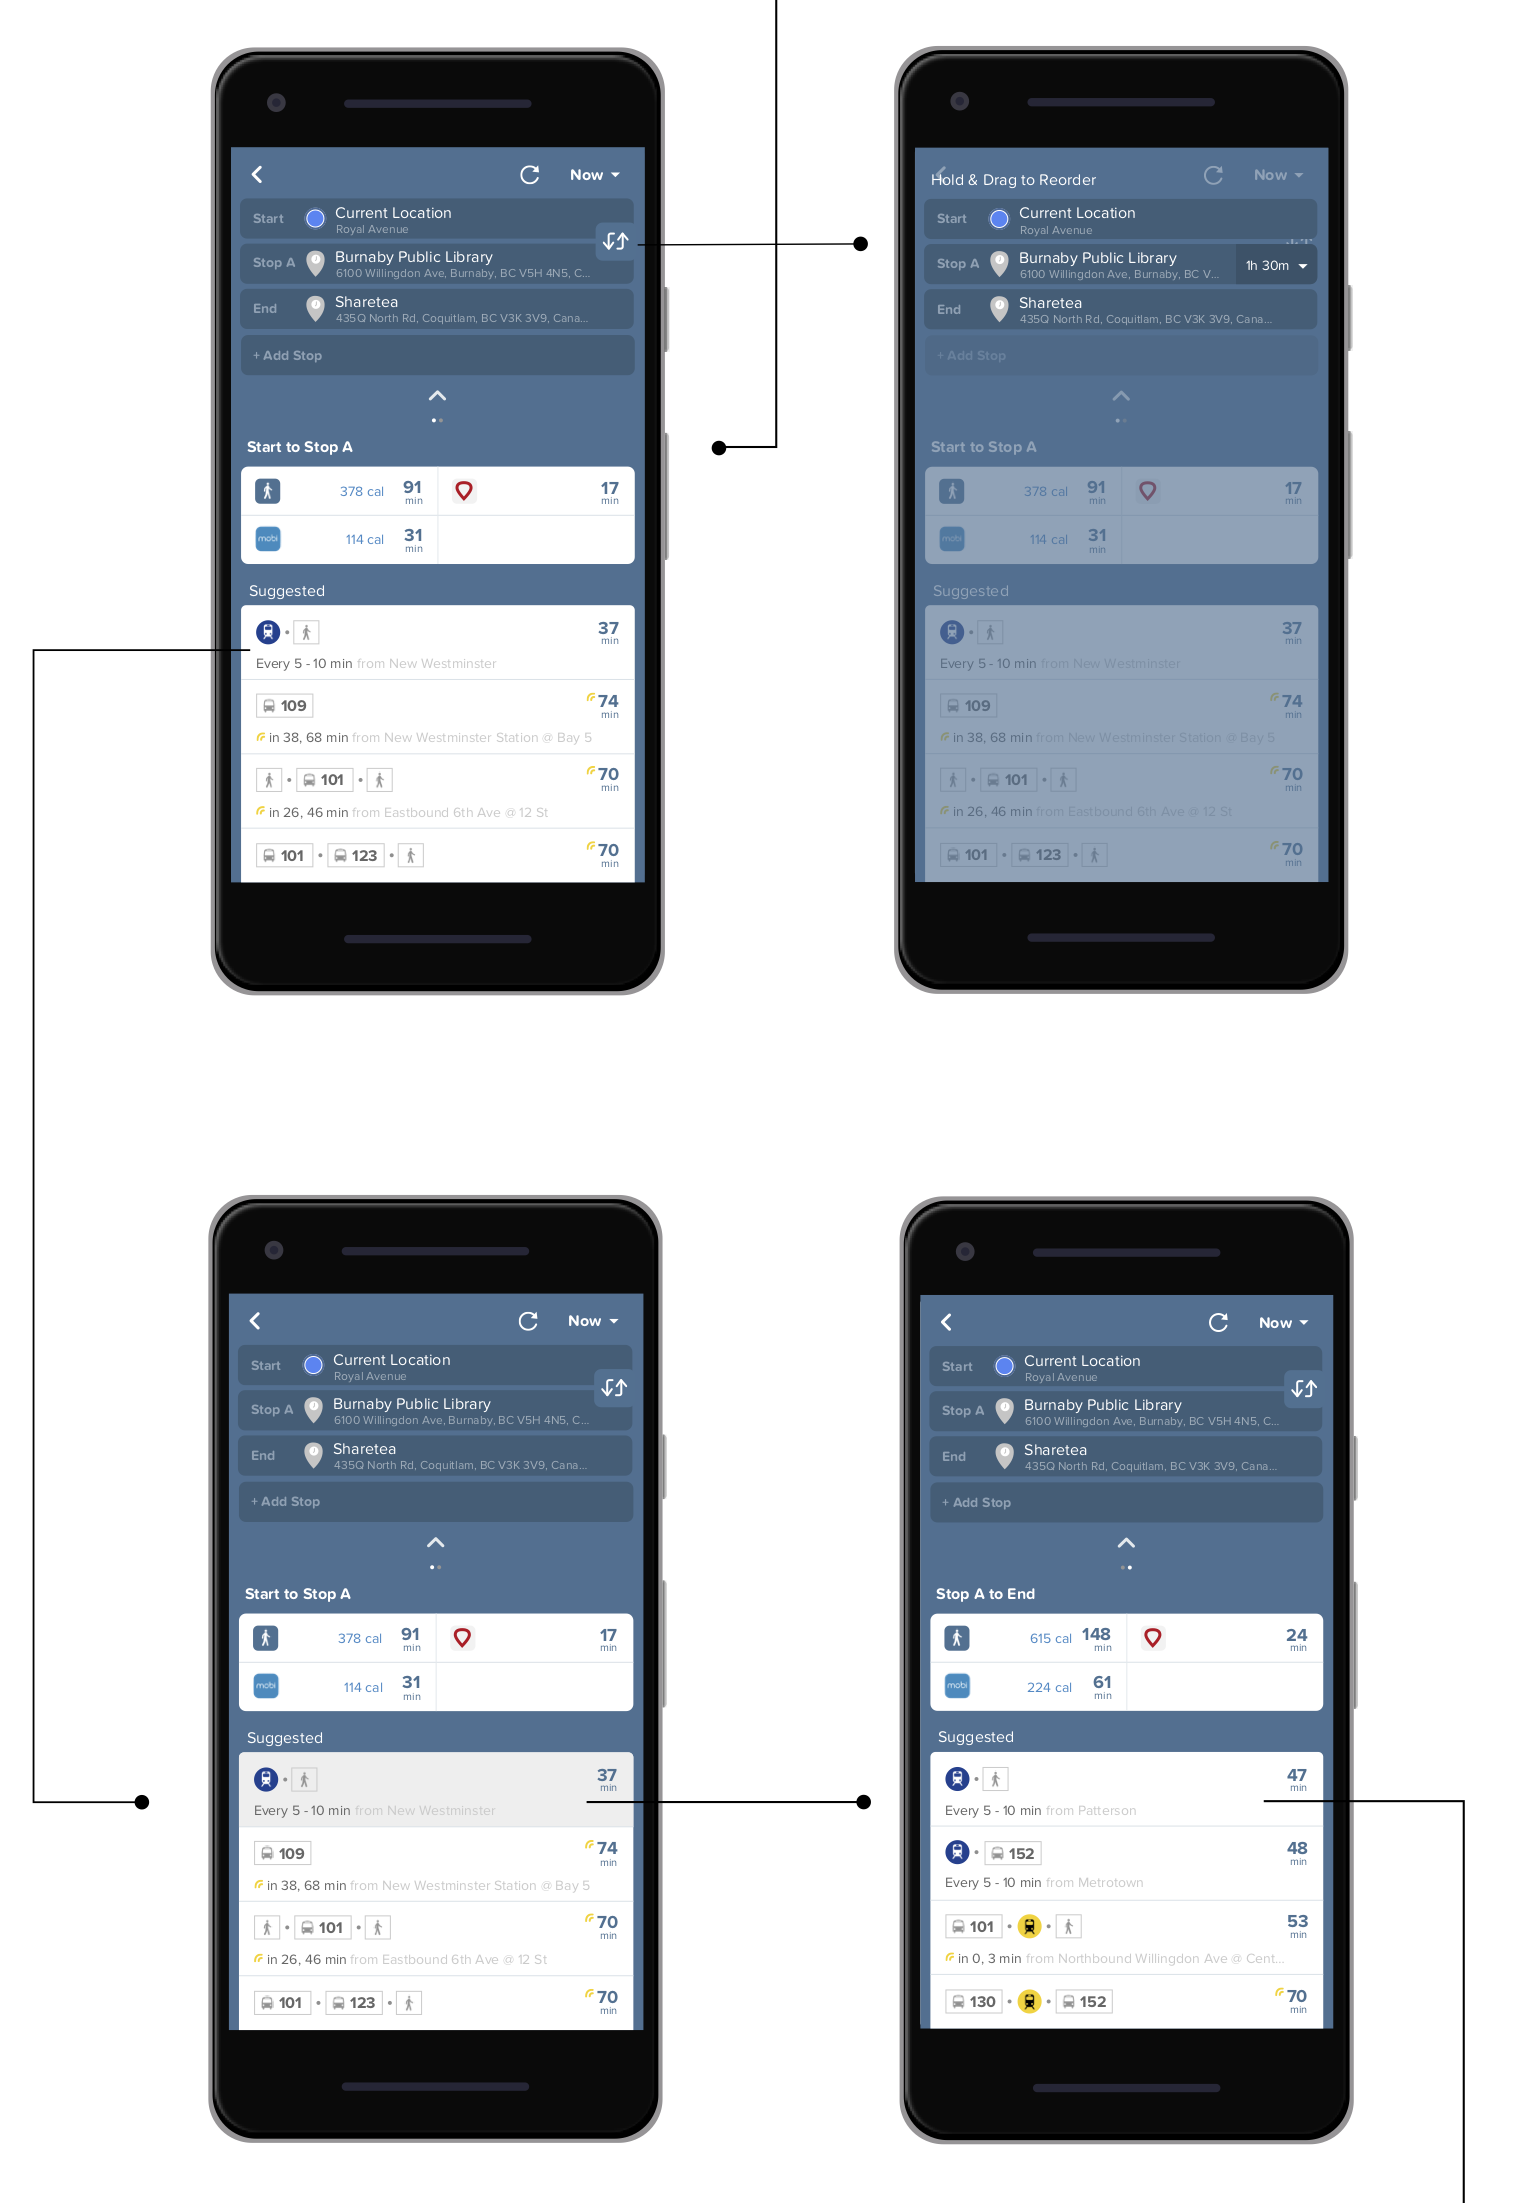 Now
Start
Current Location
Royal Avenue
Stop A
Burnaby Public Library
6100 Willingdon Ave, Burnaby, BC V5H 4N5, C...
End
Sharetea
435Q North Rd, Coquitlam, BC V3K 3V9, Cana...
+ Add Stop
Start to Stop A
378 cal 91 min
17 min
mobi 114 cal 31 min
Suggested
37 min
Every 5 - 10 min from New Westminster
109 74 min
in 38, 68 min from New Westminster Station @ Bay 5
101 70 min
in 26, 46 min from Eastbound 6th Ave @ 12 St
101 123 70 min
Hold & Drag to Reorder
Now
Start
Current Location
Royal Avenue
Stop A
Burnaby Public Library
6100 Willingdon Ave, Burnaby, BC V...
1h 30m
End
Sharetea
435Q North Rd, Coquitlam, BC V3K 3V9, Cana...
+ Add Stop
Start to Stop A
378 cal 91 min
17 min
mobi 114 cal 31 min
Suggested
37 min
Every 5 - 10 min from New Westminster
109 74 min
in 38, 68 min from New Westminster Station @ Bay 5
101 70 min
in 26, 46 min from Eastbound 6th Ave @ 12 St
101 123 70 min
Now
Start
Current Location
Royal Avenue
Stop A
Burnaby Public Library
6100 Willingdon Ave, Burnaby, BC V5H 4N5, C...
End
Sharetea
435Q North Rd, Coquitlam, BC V3K 3V9, Cana...
+ Add Stop
Start to Stop A
378 cal 91 min
17 min
mobi 114 cal 31 min
Suggested
37 min
Every 5 - 10 min from New Westminster
109 74 min
in 38, 68 min from New Westminster Station @ Bay 5
101 70 min
in 26, 46 min from Eastbound 6th Ave @ 12 St
101 123 70 min
Now
Start
Current Location
Royal Avenue
Stop A
Burnaby Public Library
6100 Willingdon Ave, Burnaby, BC V5H 4N5, C...
End
Sharetea
435Q North Rd, Coquitlam, BC V3K 3V9, Cana...
+ Add Stop
Stop A to End
615 cal 148 min
24 min
mobi 224 cal 61 min
Suggested
47 min
Every 5 - 10 min from Patterson
152 48 min
Every 5 - 10 min from Metrotown
101 53 min
in 0, 3 min from Northbound Willingdon Ave @ Cent...
130 152 70 min